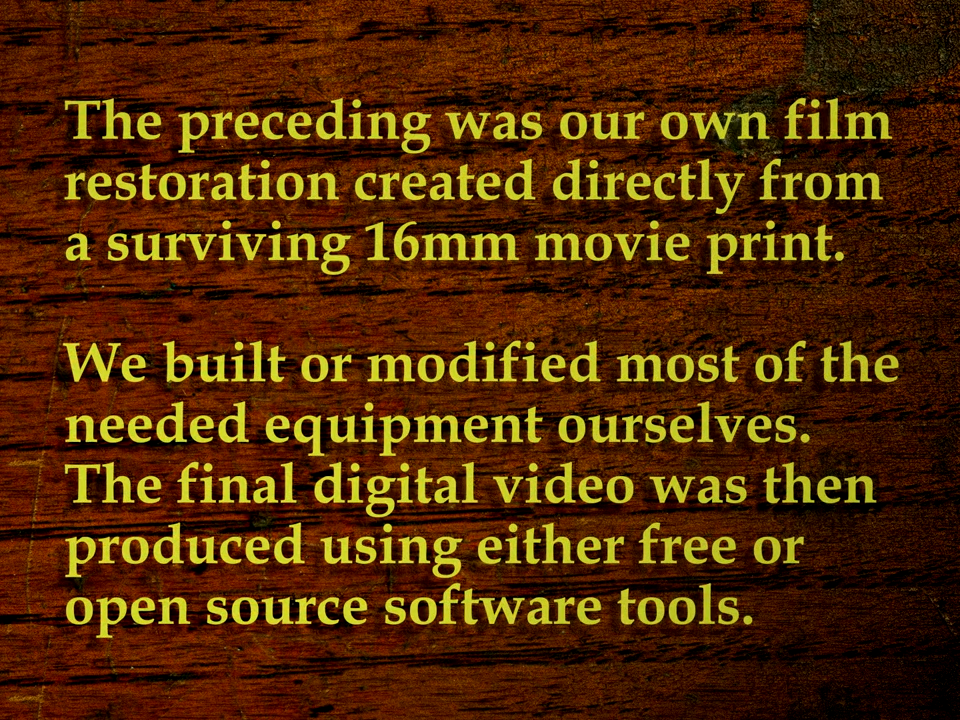 The preceding was our own film
restoration created directly from
a surviving 16mm movie print.
We built or modified most of the
needed equipment ourselves.
The final digital video was then
produced using either free or
open source software tools.